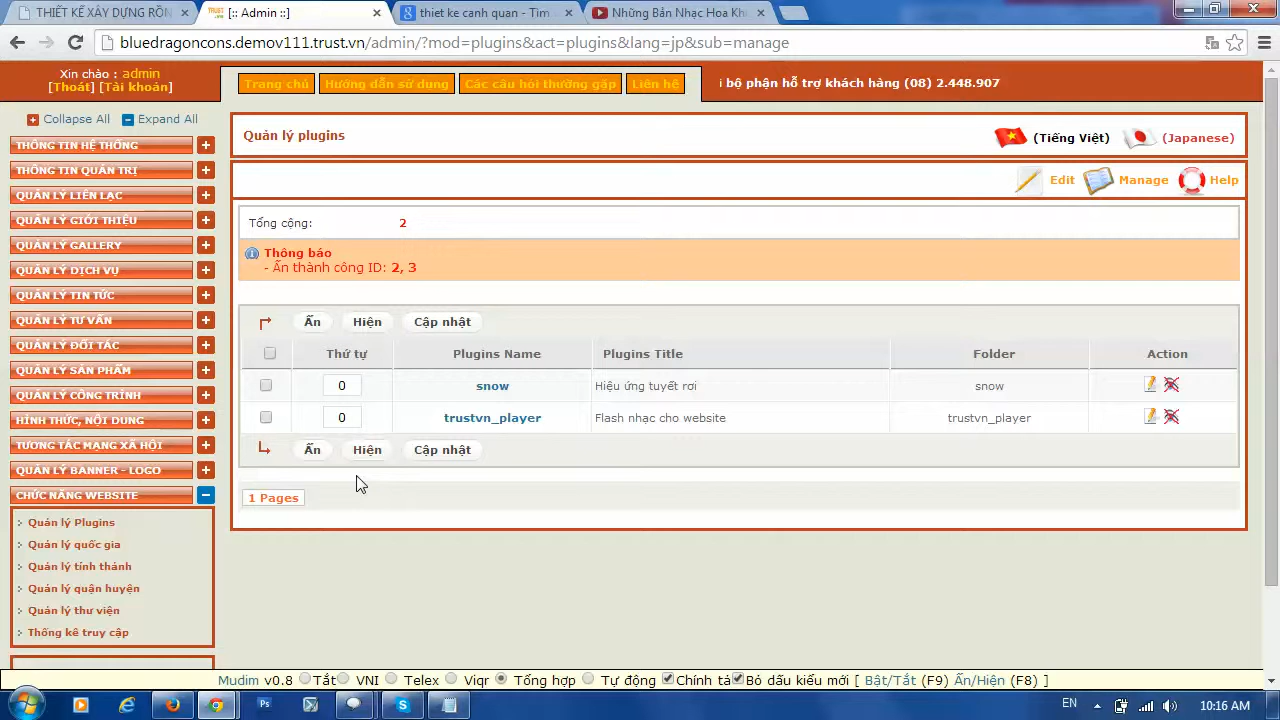 THIẾT KẾ XÂY DỰNG RỒN
[:: Admin ::]
thiet ke canh quan - Tìm
Những Bản Nhạc Hoa Kh
bluedragoncons.demov111.trust.vn/admin/?mod=plugins&act=plugins&lang=jp&sub=manage
Xin chào : admin
[Thoát] [Tài khoản]
Trang chủ
Hướng dẫn sử dụng
Các câu hỏi thường gặp
Liên hệ
i bộ phận hỗ trợ khách hàng (08) 2.448.907
Collapse All
Expand All
THÔNG TIN HỆ THỐNG
THÔNG TIN QUẢN TRỊ
QUẢN LÝ LIÊN LẠC
QUẢN LÝ GIỚI THIỆU
QUẢN LÝ GALLERY
QUẢN LÝ DỊCH VỤ
QUẢN LÝ TIN TỨC
QUẢN LÝ TƯ VẤN
QUẢN LÝ ĐỐI TÁC
QUẢN LÝ SẢN PHẨM
QUẢN LÝ CÔNG TRÌNH
HÌNH THỨC, NỘI DUNG
TƯƠNG TÁC MẠNG XÃ HỘI
QUẢN LÝ BANNER - LOGO
CHỨC NĂNG WEBSITE
Quản lý Plugins
Quản lý quốc gia
Quản lý tỉnh thành
Quản lý quận huyện
Quản lý thư viện
Thống kê truy cập
Quản lý plugins
(Tiếng Việt)
(Japanese)
Edit
Manage
Help
Tổng cộng: 2
Thông báo
- Ẩn thành công ID: 2, 3
Ẩn Hiện Cập nhật
Thứ tự Plugins Name Plugins Title Folder Action
0 snow Hiệu ứng tuyết rơi snow
0 trustvn_player Flash nhạc cho website trustvn_player
Ẩn Hiện Cập nhật
1 Pages
Mudim v0.8 Tắt VNI Telex Viqr Tổng hợp Tự động Chính tả Bỏ dấu kiểu mới [ Bật/Tắt (F9) Ẩn/Hiện (F8) ]
EN
10:16 AM